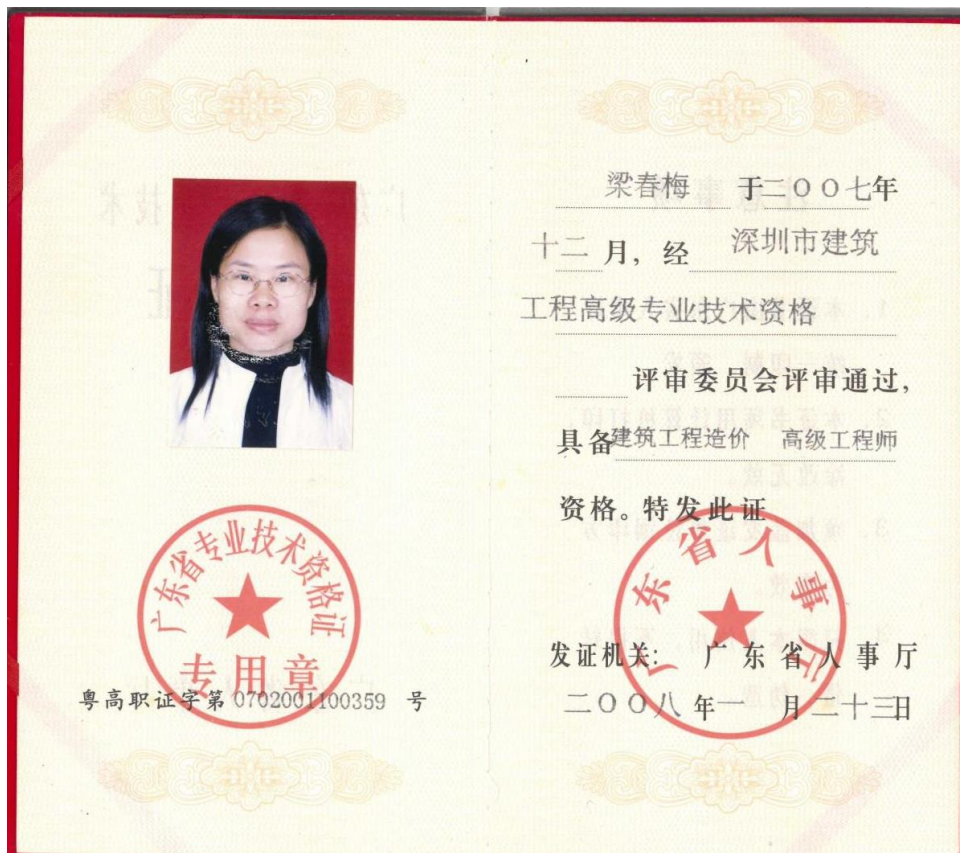 广东省专业技术资格证
专用章
粤高职证字第 0702001100359 号
梁春梅 于二〇〇七年
十二月，经 深圳市建筑
工程高级专业技术资格
评审委员会评审通过，
具备建筑工程造价 高级工程师
资格。特发此证
广东省人事厅
发证机关： 广东省人事厅
二〇〇八年一 月二十三日